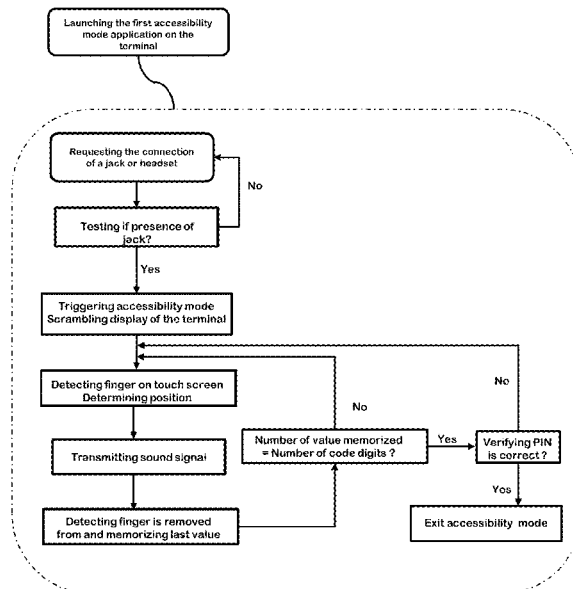 Launching the first accessibility
mode application on the
terminal
Requesting the connection
of a jack or headset
No
Testing if presence of
jack?
Yes
Triggering accessibility mode
Scrambling display of the terminal
No
Detecting finger on touch screen
Determining position
No
Number of value memorized
= Number of code digits ?
Yes
Verifying PIN
is correct ?
Transmitting sound signal
Yes
Detecting finger is removed
from and memorizing last value
Exit accessibility mode